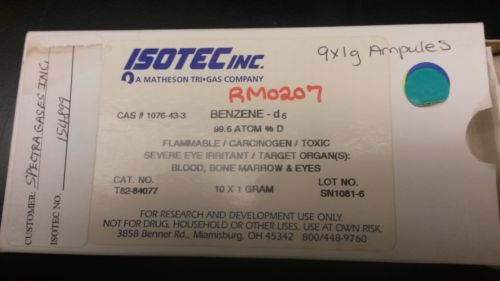 ISOTEC INC.
A MATHESON TRI•GAS COMPANY
9x1g Ampules
RM0207
CAS # 1076-43-3 BENZENE - d6
99.6 ATOM % D
FLAMMABLE / CARCINOGEN / TOXIC
SEVERE EYE IRRITANT / TARGET ORGAN(S):
BLOOD, BONE MARROW & EYES
CAT. NO. LOT NO.
T82-84077 10 X 1 GRAM SN1081-6
FOR RESEARCH AND DEVELOPMENT USE ONLY.
NOT FOR DRUG, HOUSEHOLD OR OTHER USES. USE AT OWN RISK.
3858 Benner Rd., Miamisburg, OH 45342 800/448-9760
CUSTOMER: SPECTRA GASES INC.
ISOTEC NO. 154899